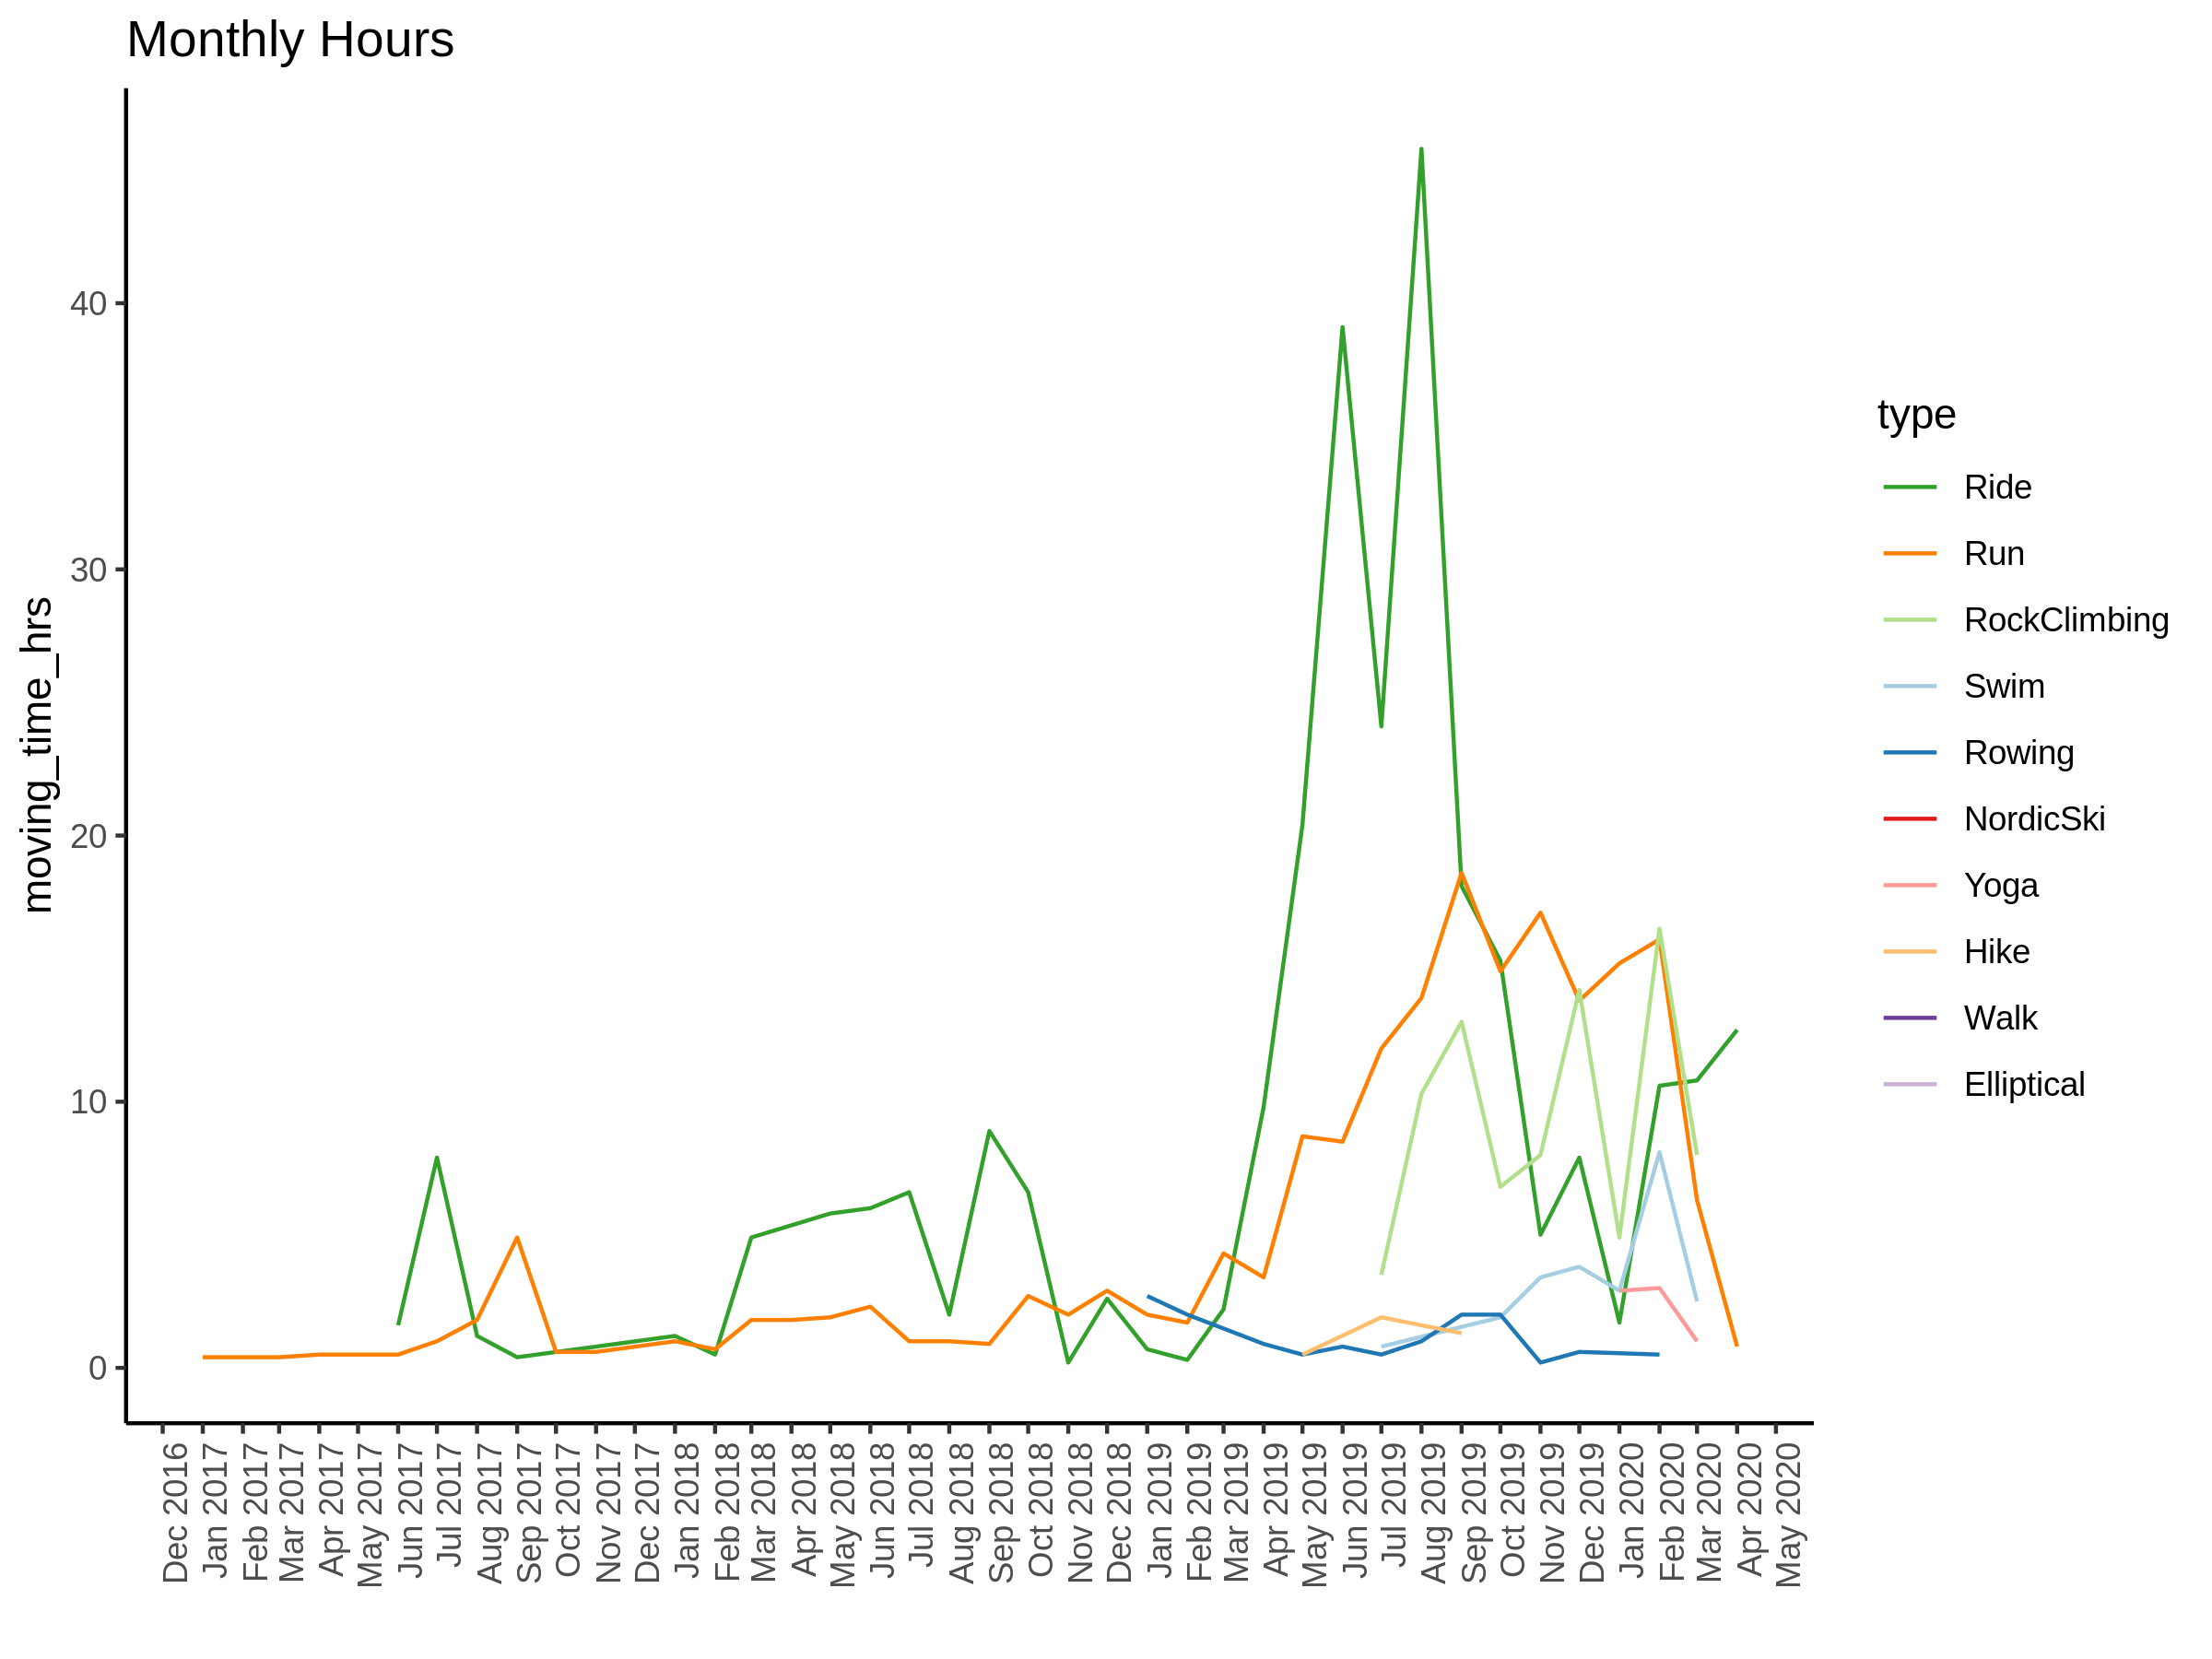 Monthly Hours
moving_time_hrs
40
30
20
10
0
Dec 2016
Jan 2017
Feb 2017
Mar 2017
Apr 2017
May 2017
Jun 2017
Jul 2017
Aug 2017
Sep 2017
Oct 2017
Nov 2017
Dec 2017
Jan 2018
Feb 2018
Mar 2018
Apr 2018
May 2018
Jun 2018
Jul 2018
Aug 2018
Sep 2018
Oct 2018
Nov 2018
Dec 2018
Jan 2019
Feb 2019
Mar 2019
Apr 2019
May 2019
Jun 2019
Jul 2019
Aug 2019
Sep 2019
Oct 2019
Nov 2019
Dec 2019
Jan 2020
Feb 2020
Mar 2020
Apr 2020
May 2020
type
Ride
Run
RockClimbing
Swim
Rowing
NordicSki
Yoga
Hike
Walk
Elliptical